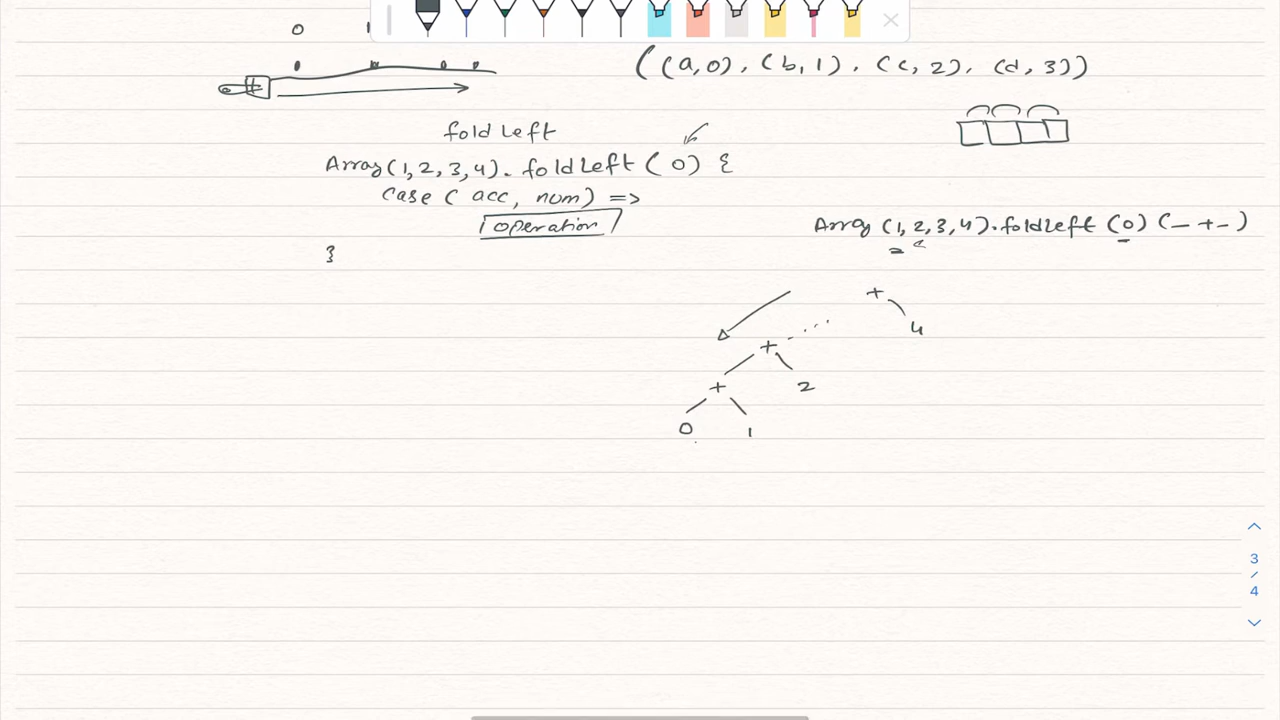 0
((a,0), (b,1), (c,2), (d,3))
fold Left
Array(1,2,3,4). foldLeft (0) {
case ( acc, num) =>
operation
}
Array (1,2,3,4).foldLeft (0) (_ + _)
+
4
+
+
2
0
1
3
/
4